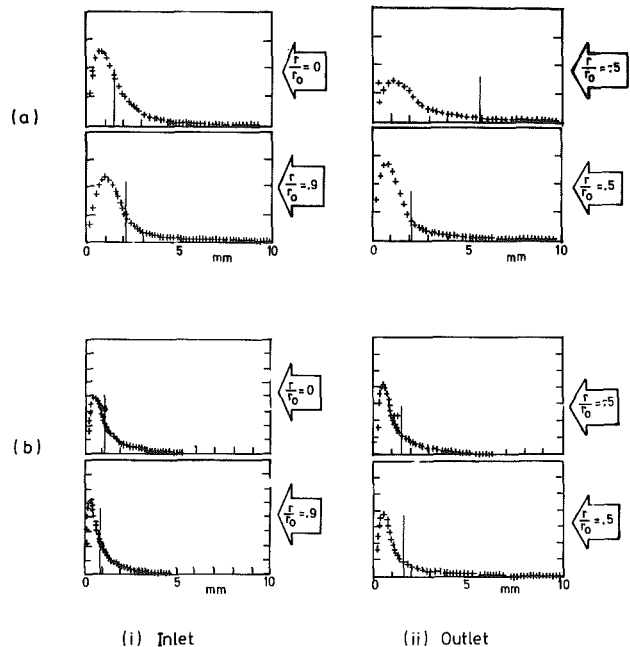 r/r₀ = 0
r/r₀ = -.5
(a)
r/r₀ = .9
r/r₀ = .5
0 5 10
mm
0 5 10
mm
r/r₀ = 0
r/r₀ = -.5
(b)
r/r₀ = .9
r/r₀ = .5
0 5 10
mm
0 5 10
mm
(i) Inlet
(ii) Outlet